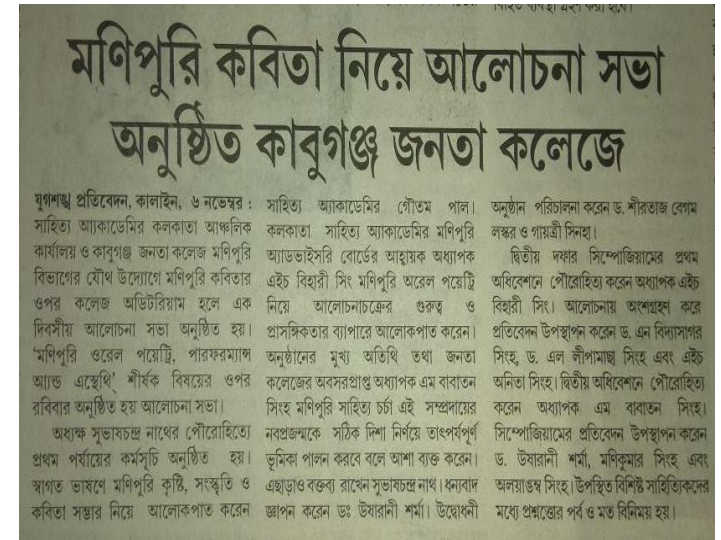 মণিপুরি কবিতা নিয়ে আলোচনা সভা
অনুষ্ঠিত কাবুগঞ্জ জনতা কলেজে
যুগশঙ্খ প্রতিবেদন, কালাইন, ৬ নভেম্বর :
সাহিত্য অ্যাকাডেমির কলকাতা আঞ্চলিক
কার্যালয় ও কাবুগঞ্জ জনতা কলেজ মণিপুরি
বিভাগের যৌথ উদ্যোগে মণিপুরি কবিতার
ওপর কলেজ অডিটরিয়াম হলে এক
দিবসীয় আলোচনা সভা অনুষ্ঠিত হয়।
'মণিপুরি ওরেল পয়েট্রি, পারফরম্যান্স
অ্যান্ড এস্থেথি' শীর্ষক বিষয়ের ওপর
রবিবার অনুষ্ঠিত হয় আলোচনা সভা।
অধ্যক্ষ সুভাষচন্দ্র নাথের পৌরোহিত্যে
প্রথম পর্যায়ের কর্মসূচি অনুষ্ঠিত হয়।
স্বাগত ভাষণে মণিপুরি কৃষ্টি, সংস্কৃতি ও
কবিতা সম্ভার নিয়ে আলোকপাত করেন
সাহিত্য অ্যাকাডেমির গৌতম পাল।
কলকাতা সাহিত্য অ্যাকাডেমির মণিপুরি
অ্যাডভাইসরি বোর্ডের আহ্বায়ক অধ্যাপক
এইচ বিহারী সিং মণিপুরি অরেল পয়েট্রি
নিয়ে আলোচনাচক্রের গুরুত্ব ও
প্রাসঙ্গিকতার ব্যাপারে আলোকপাত করেন।
অনুষ্ঠানের মুখ্য অতিথি তথা জনতা
কলেজের অবসরপ্রাপ্ত অধ্যাপক এম বাবাতন
সিংহ মণিপুরি সাহিত্য চর্চা এই সম্প্রদায়ের
নবপ্রজন্মকে সঠিক দিশা নির্ণয়ে তাৎপর্যপূর্ণ
ভূমিকা পালন করবে বলে আশা ব্যক্ত করেন।
এছাড়াও বক্তব্য রাখেন সুভাষচন্দ্র নাথ। ধন্যবাদ
জ্ঞাপন করেন ডঃ উষারানী শর্মা। উদ্বোধনী
অনুষ্ঠান পরিচালনা করেন ড. শীরতাজ বেগম
লস্কর ও গায়ত্রী সিনহা।
দ্বিতীয় দফার সিম্পোজিয়ামের প্রথম
অধিবেশনে পৌরোহিত্য করেন অধ্যাপক এইচ
বিহারী সিং। আলোচনায় অংশগ্রহণ করে
প্রতিবেদন উপস্থাপন করেন ড. এন বিদ্যাসাগর
সিংহ, ড. এল লীপামাছা সিংহ এবং এইচ
অনিতা সিংহ। দ্বিতীয় অধিবেশনে পৌরোহিত্য
করেন অধ্যাপক এম বাবাতন সিংহ।
সিম্পোজিয়ামের প্রতিবেদন উপস্থাপন করেন
ড. উষারানী শর্মা, মণিকুমার সিংহ এবং
অলয়াঙম্ব সিংহ। উপস্থিত বিশিষ্ট সাহিত্যিকদের
মধ্যে প্রশ্নত্তোর পর্ব ও মত বিনিময় হয়।